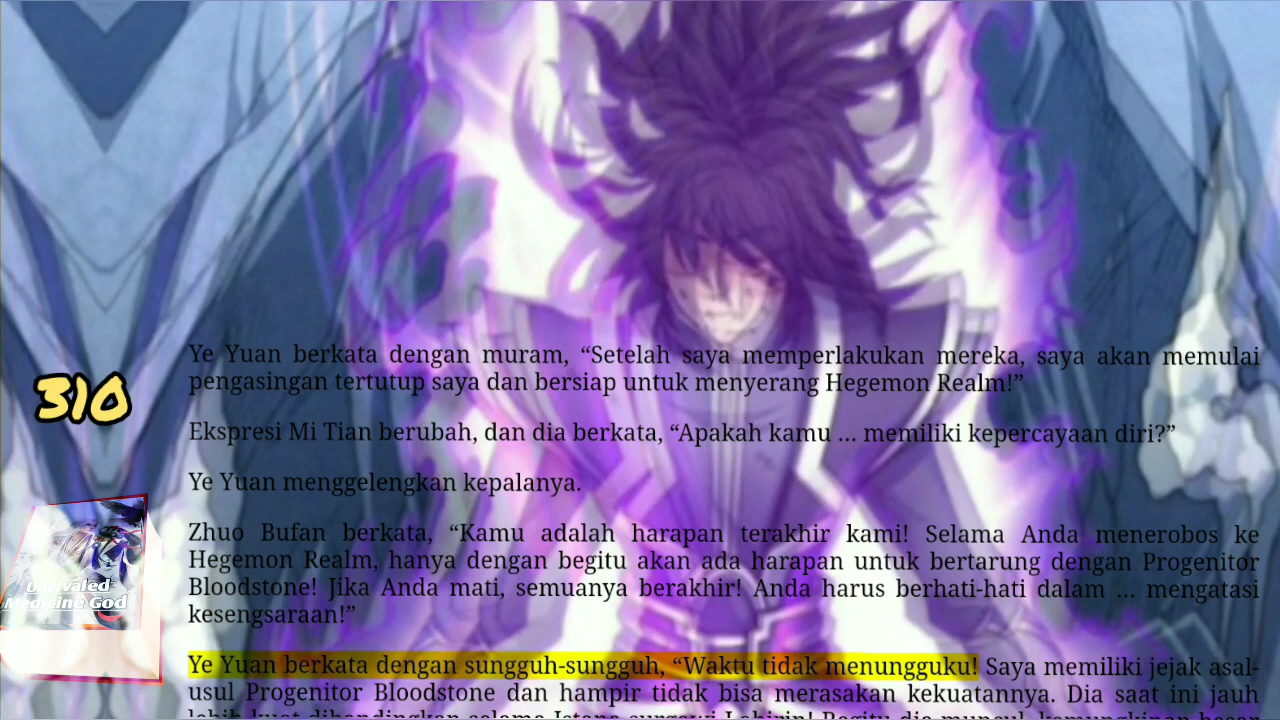 Ye Yuan berkata dengan muram, “Setelah saya memperlakukan mereka, saya akan memulai
pengasingan tertutup saya dan bersiap untuk menyerang Hegemon Realm!”
Ekspresi Mi Tian berubah, dan dia berkata, “Apakah kamu ... memiliki kepercayaan diri?”
Ye Yuan menggelengkan kepalanya.
Zhuo Bufan berkata, “Kamu adalah harapan terakhir kami! Selama Anda menerobos ke
Hegemon Realm, hanya dengan begitu akan ada harapan untuk bertarung dengan Progenitor
Bloodstone! Jika Anda mati, semuanya berakhir! Anda harus berhati-hati dalam ... mengatasi
kesengsaraan!”
Ye Yuan berkata dengan sungguh-sungguh, “Waktu tidak menungguku! Saya memiliki jejak asal-
usul Progenitor Bloodstone dan hampir tidak bisa merasakan kekuatannya. Dia saat ini jauh
310
Unrivaled
Medicine God